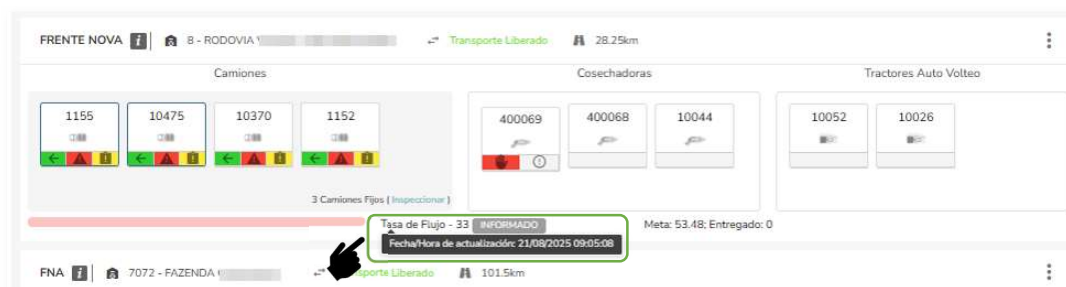 FRENTE NOVA 8 - RODOVIA Transporte Liberado 28.25km
Camiones Cosechadoras Tractores Auto Volteo
1155 10475 10370 1152 400069 400068 10044 10052 10026
3 Camiones Fijos ( Inspeccionar )
Tasa de Flujo - 33 INFORMADO Meta: 53.48; Entregado: 0
Fecha/Hora de actualización: 21/08/2025 09:05:08
FNA 7072 - FAZENDA Liberado 101.5km